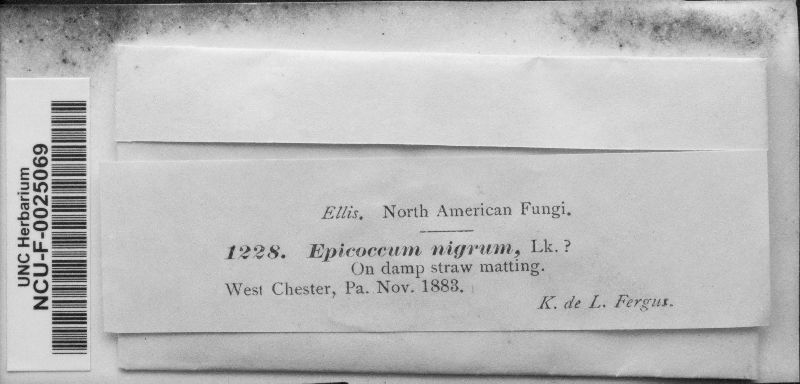 UNC Herbarium
NCU-F-0025069
Ellis. North American Fungi.
1228. Epicoccum nigrum, Lk. ?
On damp straw matting.
West Chester, Pa. Nov. 1883.
K. de L. Fergus.